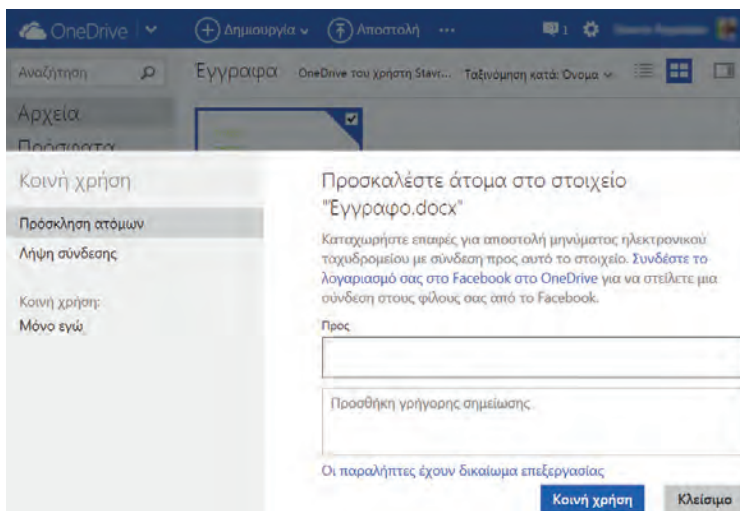 OneDrive
Δημιουργία
Αποστολή
1
Αναζήτηση
Έγγραφα
OneDrive του χρήστη Stavr...
Ταξινόμηση κατά: Όνομα
Αρχεία
Πρόσφατα
Κοινή χρήση
Πρόσκληση ατόμων
Λήψη σύνδεσης
Κοινή χρήση:
Μόνο εγώ
Προσκαλέστε άτομα στο στοιχείο
"Έγγραφο.docx"
Καταχωρήστε επαφές για αποστολή μηνύματος ηλεκτρονικού
ταχυδρομείου με σύνδεση προς αυτό το στοιχείο. Συνδέστε το
λογαριασμό σας στο Facebook στο OneDrive για να στείλετε μια
σύνδεση στους φίλους σας από το Facebook.
Προς
Προσθήκη γρήγορης σημείωσης
Οι παραλήπτες έχουν δικαίωμα επεξεργασίας
Κοινή χρήση
Κλείσιμο